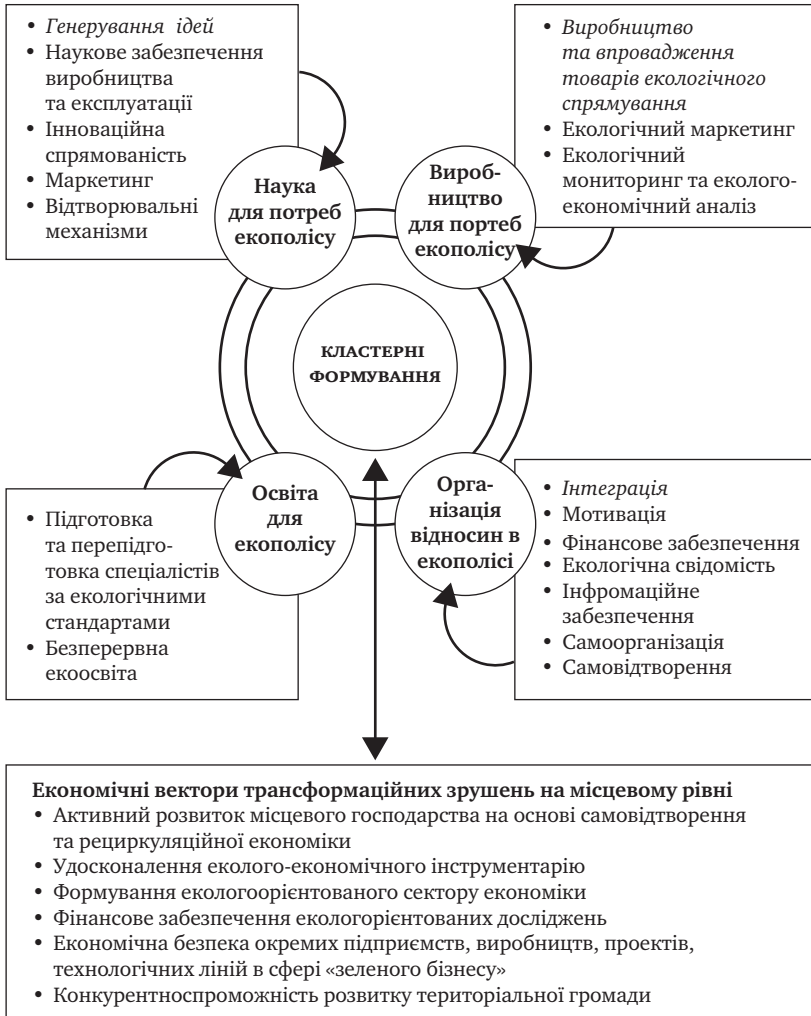 • Генерування ідей
• Наукове забезпечення
виробництва
та експлуатації
• Інноваційна
спрямованість
• Маркетинг
• Відтворювальні
механізми
• Виробництво
та впровадження
товарів екологічного
спрямування
• Екологічний маркетинг
• Екологічний
мониторинг та еколого-
економічний аналіз
Наука
для потреб
екополісу
Вироб-
ництво
для портеб
екополісу
КЛАСТЕРНІ
ФОРМУВАННЯ
Освіта
для
екополісу
Орга-
нізація
відносин в
екополісі
• Підготовка
та перепідго-
товка спеціалістів
за екологічними
стандартами
• Безперервна
екоосвіта
• Інтеграція
• Мотивація
• Фінансове забезпечення
• Екологічна свідомість
• Інфромаційне
забезпечення
• Самоорганізація
• Самовідтворення
Економічні вектори трансформаційних зрушень на місцевому рівні
• Активний розвиток місцевого господарства на основі самовідтворення
та рециркуляційної економіки
• Удосконалення еколого-економічного інструментарію
• Формування екологоорієнтованого сектору економіки
• Фінансове забезпечення екологорієнтованих досліджень
• Економічна безпека окремих підприємств, виробництв, проектів,
технологічних ліній в сфері «зеленого бізнесу»
• Конкурентноспроможність розвитку територіальної громади